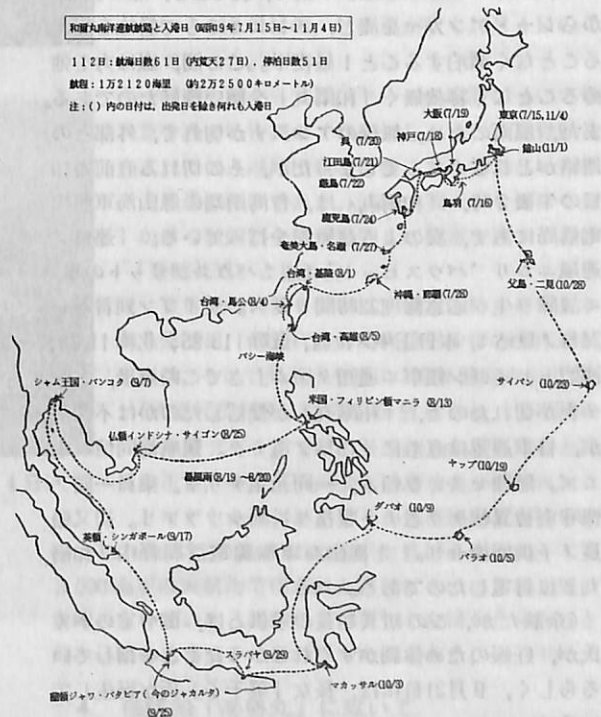 和爾丸南洋巡航航路と入港日（昭和9年7月15日～11月4日）
112日：航海日数61日（内荒天27日），停泊日数51日
航程：1万2128海里（約22500キロメートル）
注：（ ）内の日付は，出発日を除き何れも入港日
大阪（7/19）
東京（7/15,11/4）
神戸（7/18）
呉（7/20）
館山（11/1）
江田島（7/21）
厳島（7/22）
鳥羽（7/16）
鹿児島（7/24）
奄美大島・名瀬（7/27）
台湾・基隆（8/1）
父島・二見（10/26）
沖縄・那覇（7/28）
台湾・馬公（8/4）
台湾・高雄（8/5）
バシー海峡
シャム王国・バンコク（9/7）
サイパン（10/23）
米領・フィリピン領マニラ（8/13）
仏領インドシナ・サイゴン（8/25）
ヤップ（10/19）
暴風雨（8/19～8/20）
ダバオ（10/9）
英領・シンガポール（9/17）
パラオ（10/5）
スラバヤ（9/29）
マカッサル（10/3）
蘭領ジャワ・バタビア（今のジャカルタ）
（9/25）